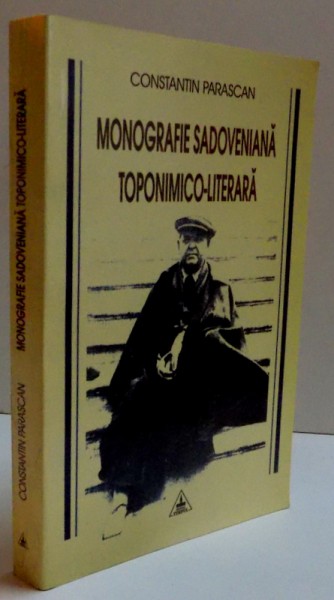 CONSTANTIN PARASCAN
MONOGRAFIE SADOVENIANĂ
TOPONIMICO-LITERARĂ
CONSTANTIN PARASCAN
MONOGRAFIE SADOVENIANĂ TOPONIMICO-LITERARĂ